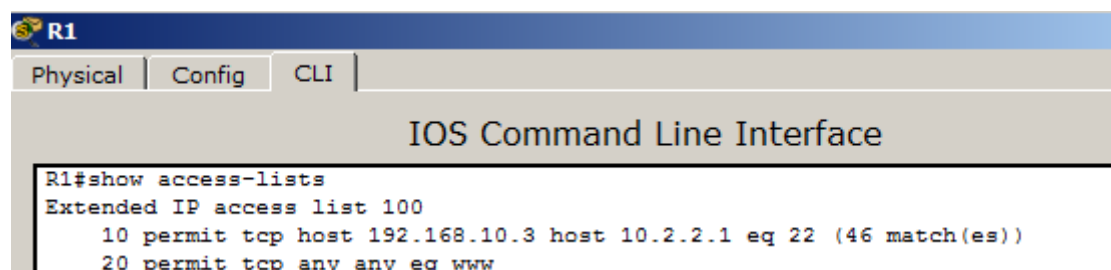 R1
Physical Config CLI
IOS Command Line Interface
R1#show access-lists
Extended IP access list 100
10 permit tcp host 192.168.10.3 host 10.2.2.1 eq 22 (46 match(es))
20 permit tcp any any eq www